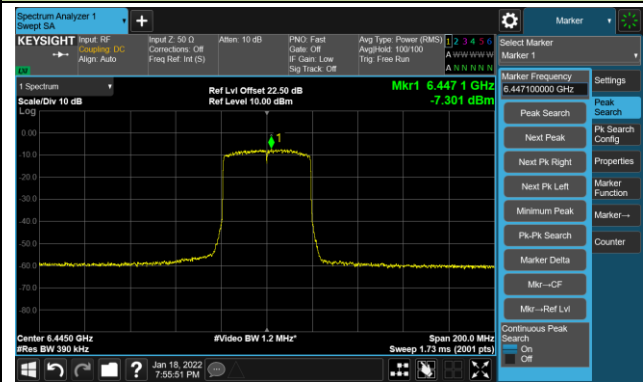 Spectrum Analyzer 1
Swept SA
Marker
KEYSIGHT
Input: RF
Coupling: DC
Align: Auto
Input Z: 50 Ω
Corrections: Off
Freq Ref: Int (S)
Atten: 10 dB
PNO: Fast
Gate: Off
IF Gain: Low
Sig Track: Off
Avg Type: Power (RMS)
Avg|Hold: 100/100
Trig: Free Run
1 2 3 4 5 6
A W W W W W
A N N N N N
Select Marker
Marker 1
1 Spectrum
Scale/Div 10 dB
Log
Ref Lvl Offset 22.50 dB
Ref Level 10.00 dBm
Mkr1 6.447 1 GHz
-7.301 dBm
0.00
-10.0
-20.0
-30.0
-40.0
-50.0
-60.0
-70.0
-80.0
1
Center 6.4450 GHz
#Res BW 390 kHz
#Video BW 1.2 MHz*
Span 200.0 MHz
Sweep 1.73 ms (2001 pts)
Marker Frequency
6.447100000 GHz
Peak Search
Next Peak
Next Pk Right
Next Pk Left
Minimum Peak
Pk-Pk Search
Marker Delta
Mkr→CF
Mkr→Ref Lvl
Continuous Peak
Search
On
Off
Settings
Peak
Search
Pk Search
Config
Properties
Marker
Function
Marker→
Counter
Jan 18, 2022
7:55:51 PM